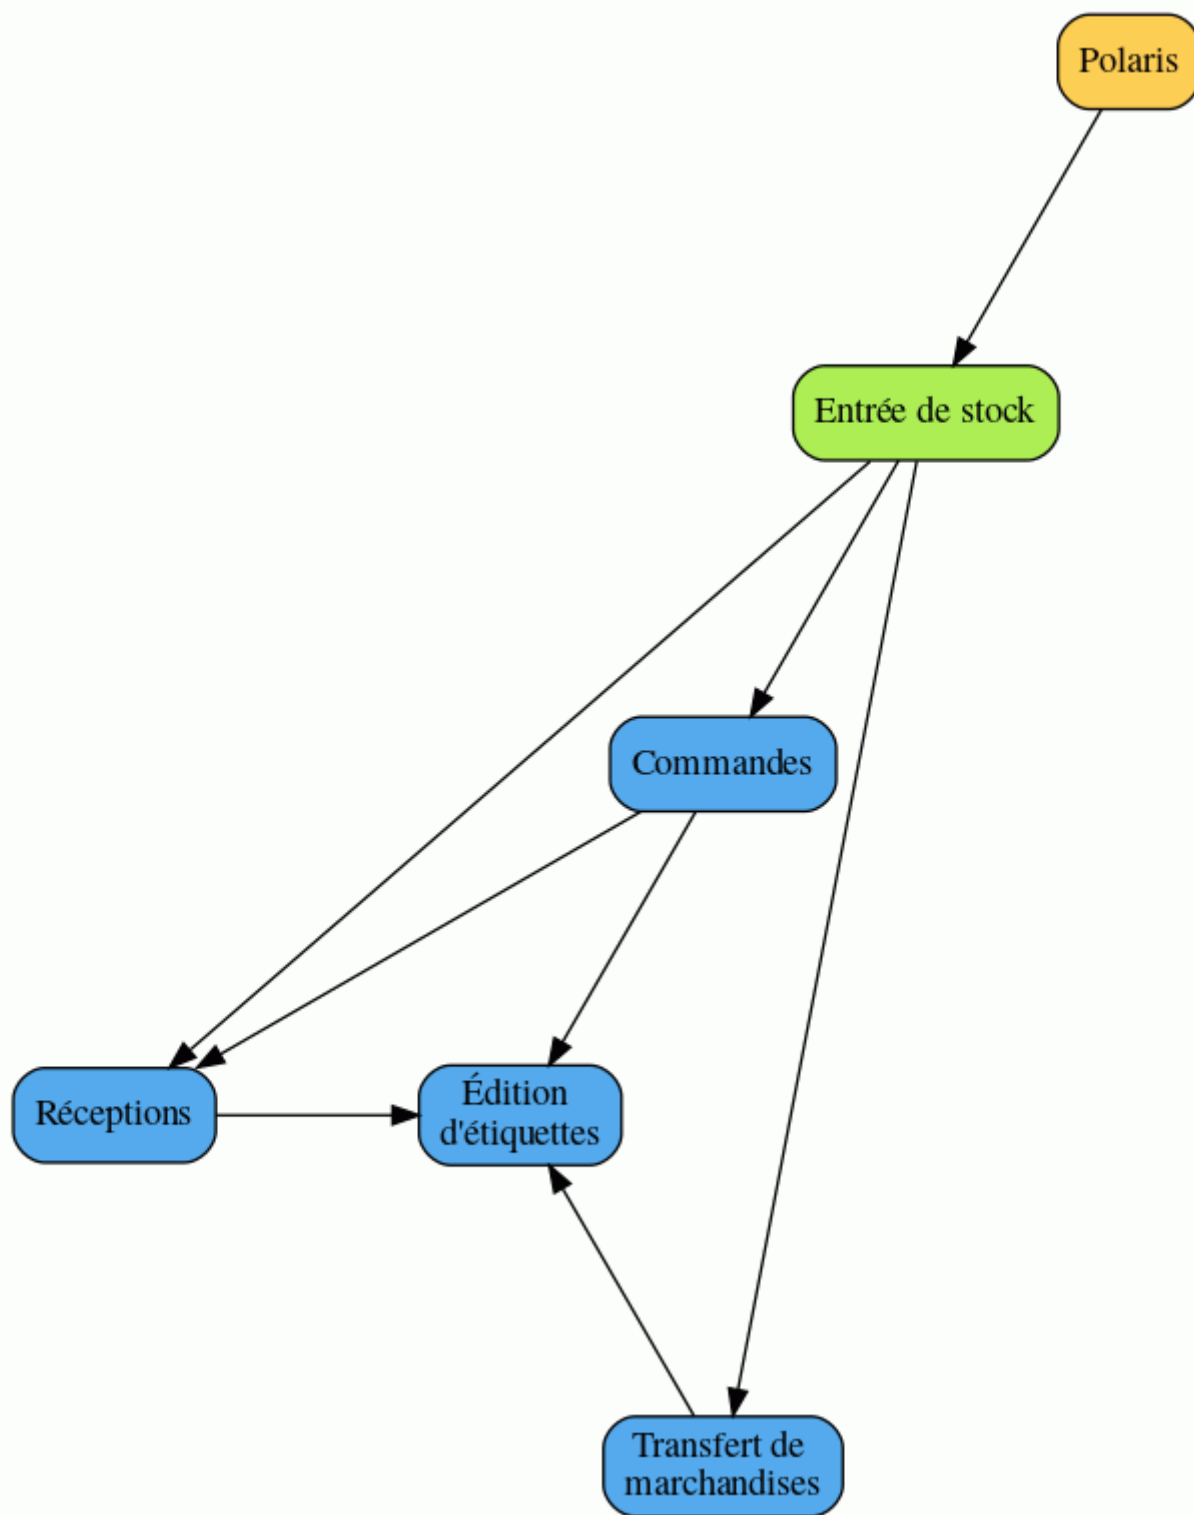 Polaris
Entrée de stock
Commandes
Réceptions
Édition
d'étiquettes
Transfert de
marchandises